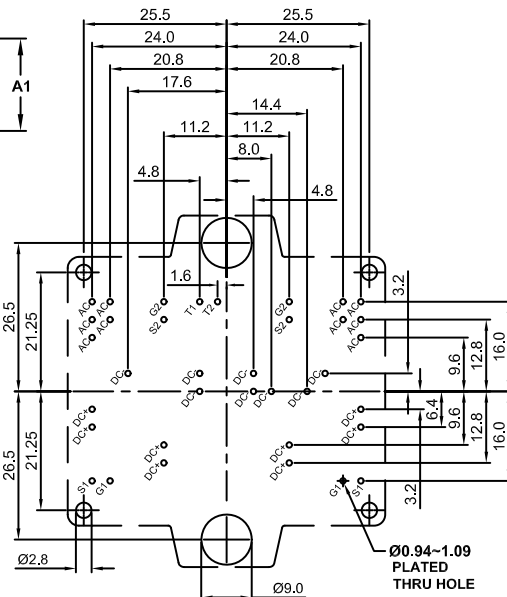 25.5 25.5
24.0 24.0
A1
20.8 20.8
17.6
14.4
11.2 11.2
8.0
4.8
4.8
1.6
3.2
26.5
21.25
AC AC G2 T1 T2 G2 AC AC
AC AC S2 S2 AC AC
AC AC
9.6
12.8
16.0
DC- DC- DC- DC-
DC- DC- DC- DC-
DC+ DC+
DC+ DC+
6.4
9.6
12.8
16.0
DC+ DC+
DC+ DC+
26.5
21.25
3.2
S1 G1 G1 S1
Ø2.8
Ø9.0
Ø0.94~1.09
PLATED
THRU HOLE